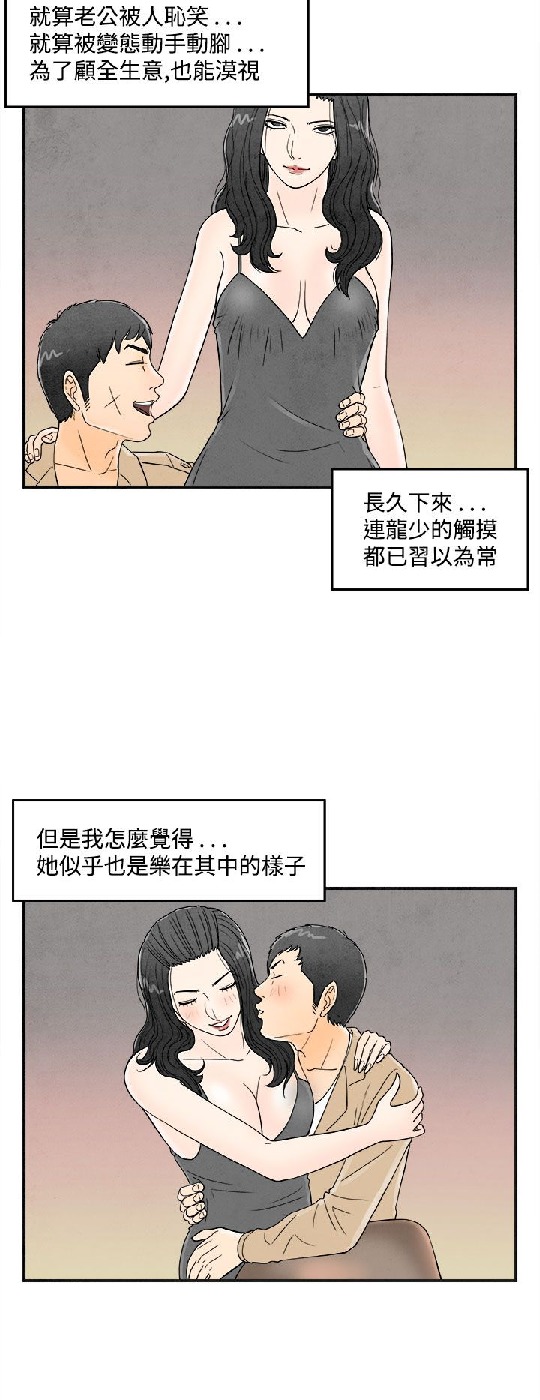 就算老公被人恥笑...
就算被變態動手動腳...
為了顧全生意,也能漠視
長久下來...
連龍少的觸摸
都已習以為常
但是我怎麼覺得...
她似乎也是樂在其中的樣子